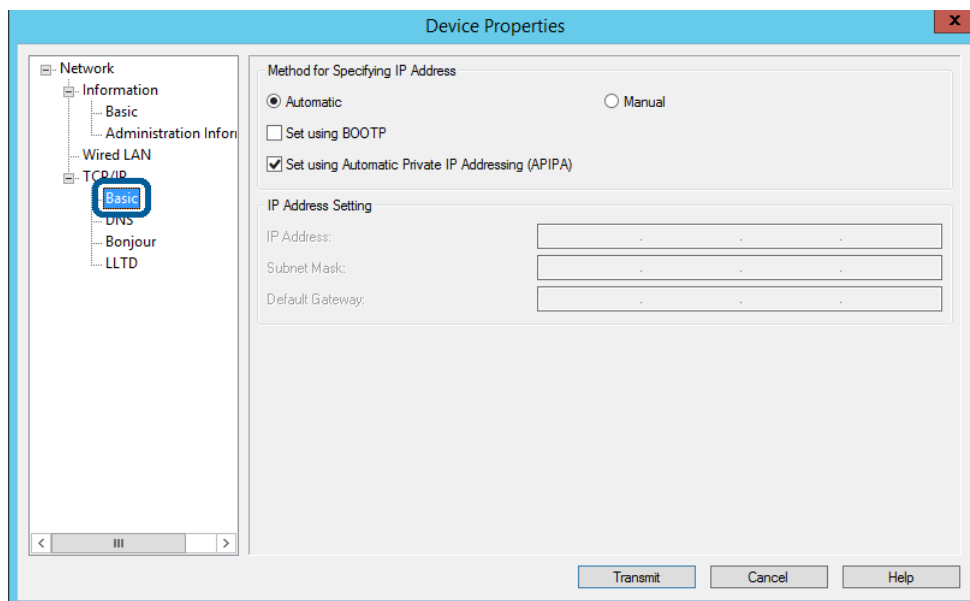 Device Properties
x
Network
Information
Basic
Administration Inform
Wired LAN
TCP/IP
Basic
DNS
Bonjour
LLTD
Method for Specifying IP Address
Automatic
Manual
Set using BOOTP
Set using Automatic Private IP Addressing (APIPA)
IP Address Setting
IP Address:
Subnet Mask:
Default Gateway:
Transmit
Cancel
Help